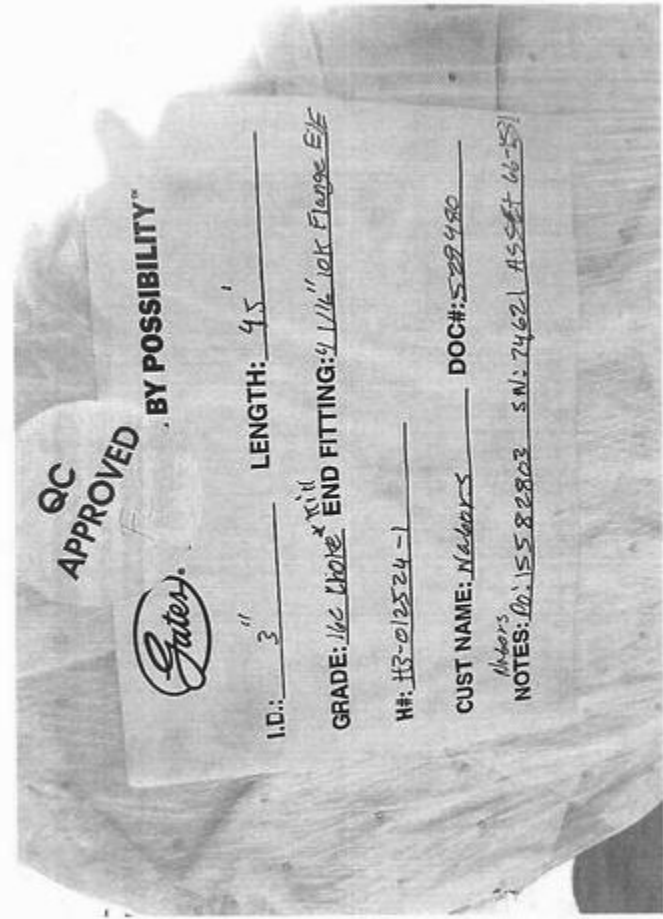 QC
APPROVED
Gates. BY POSSIBILITY™
I.D.: 3" LENGTH: 45'
GRADE: 16C Choke & Kill END FITTING: 4 1/16" 10K Flange E/E
H#: H3-012524-1
CUST NAME: Nabors DOC#: 529480
Nabors
NOTES: PO: 15582803 SN: 74621 ASSET 66-1531